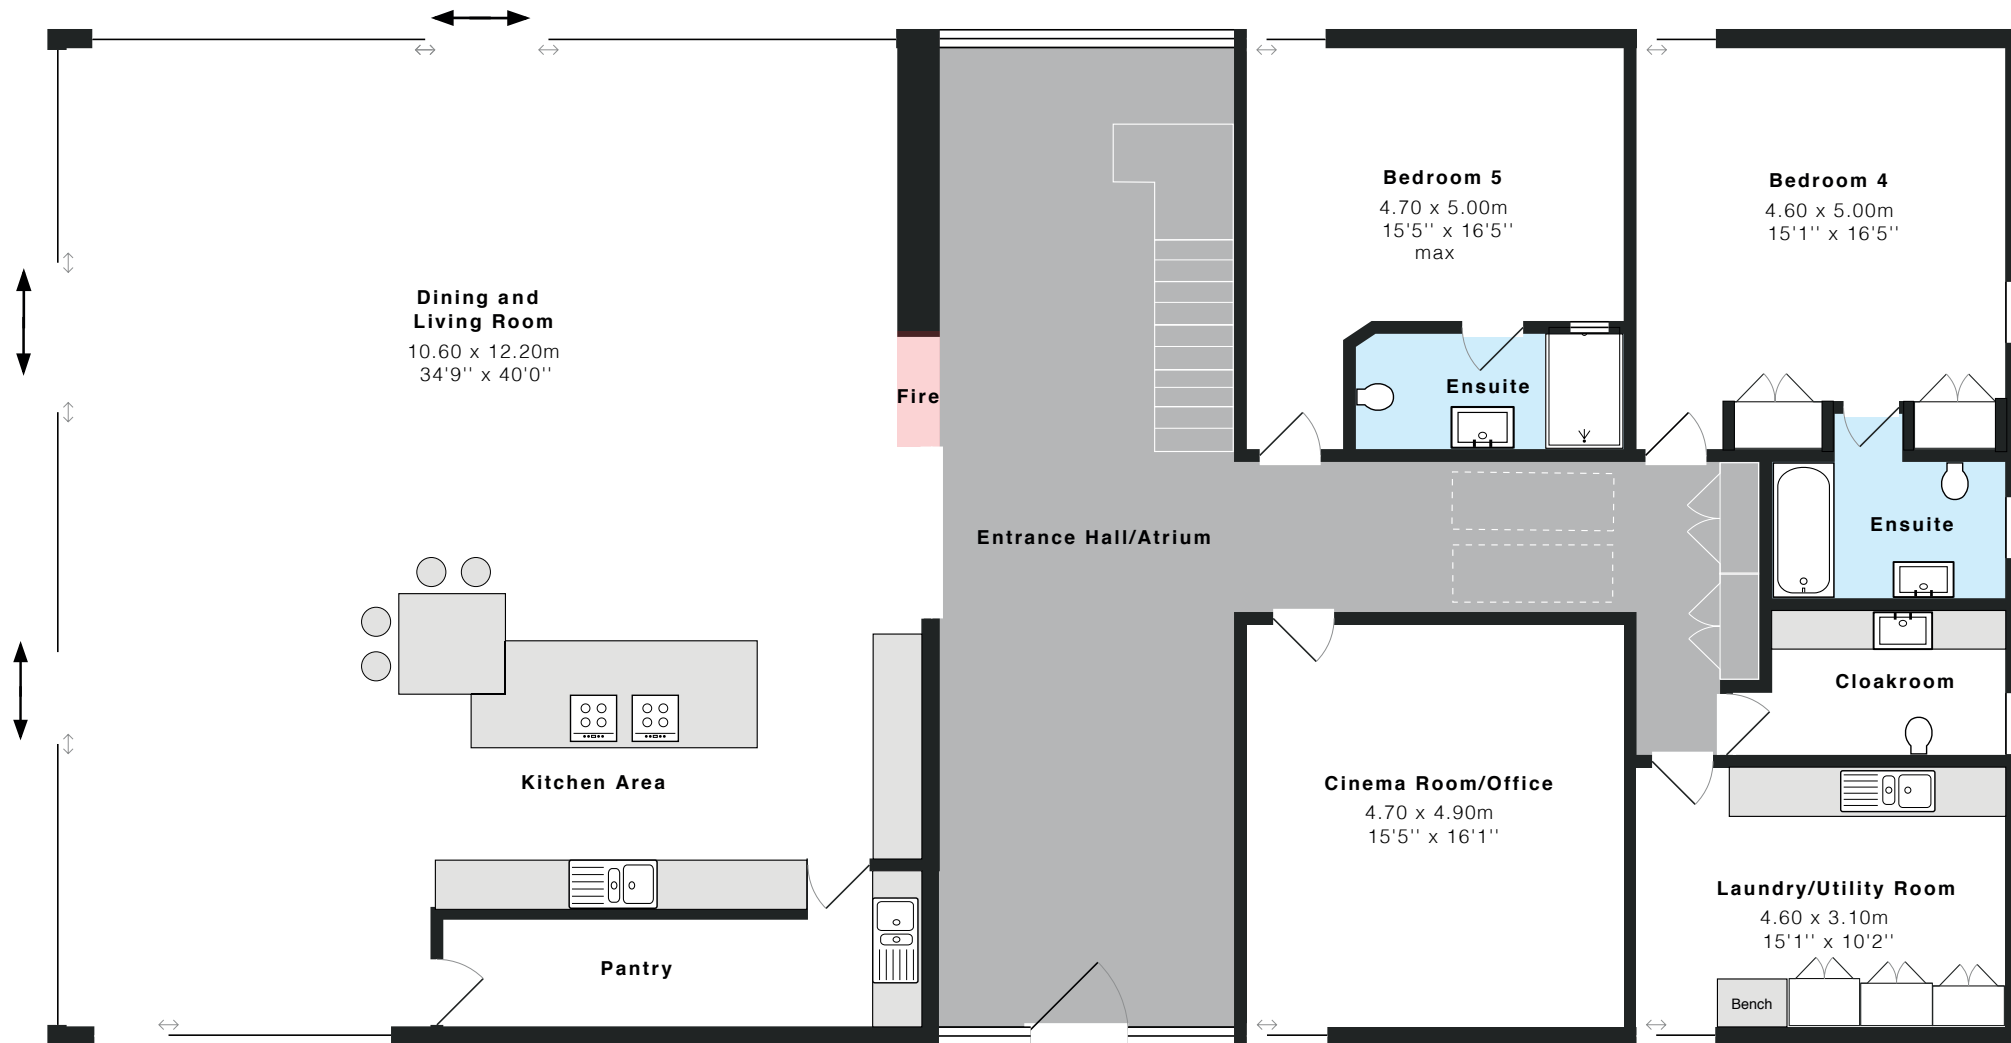 Dining and
Living Room
10.60 x 12.20m
34'9'' x 40'0''
Fire
Kitchen Area
Pantry
Entrance Hall/Atrium
Bedroom 5
4.70 x 5.00m
15'5'' x 16'5''
max
Ensuite
Bedroom 4
4.60 x 5.00m
15'1'' x 16'5''
Ensuite
Cloakroom
Cinema Room/Office
4.70 x 4.90m
15'5'' x 16'1''
Laundry/Utility Room
4.60 x 3.10m
15'1'' x 10'2''
Bench